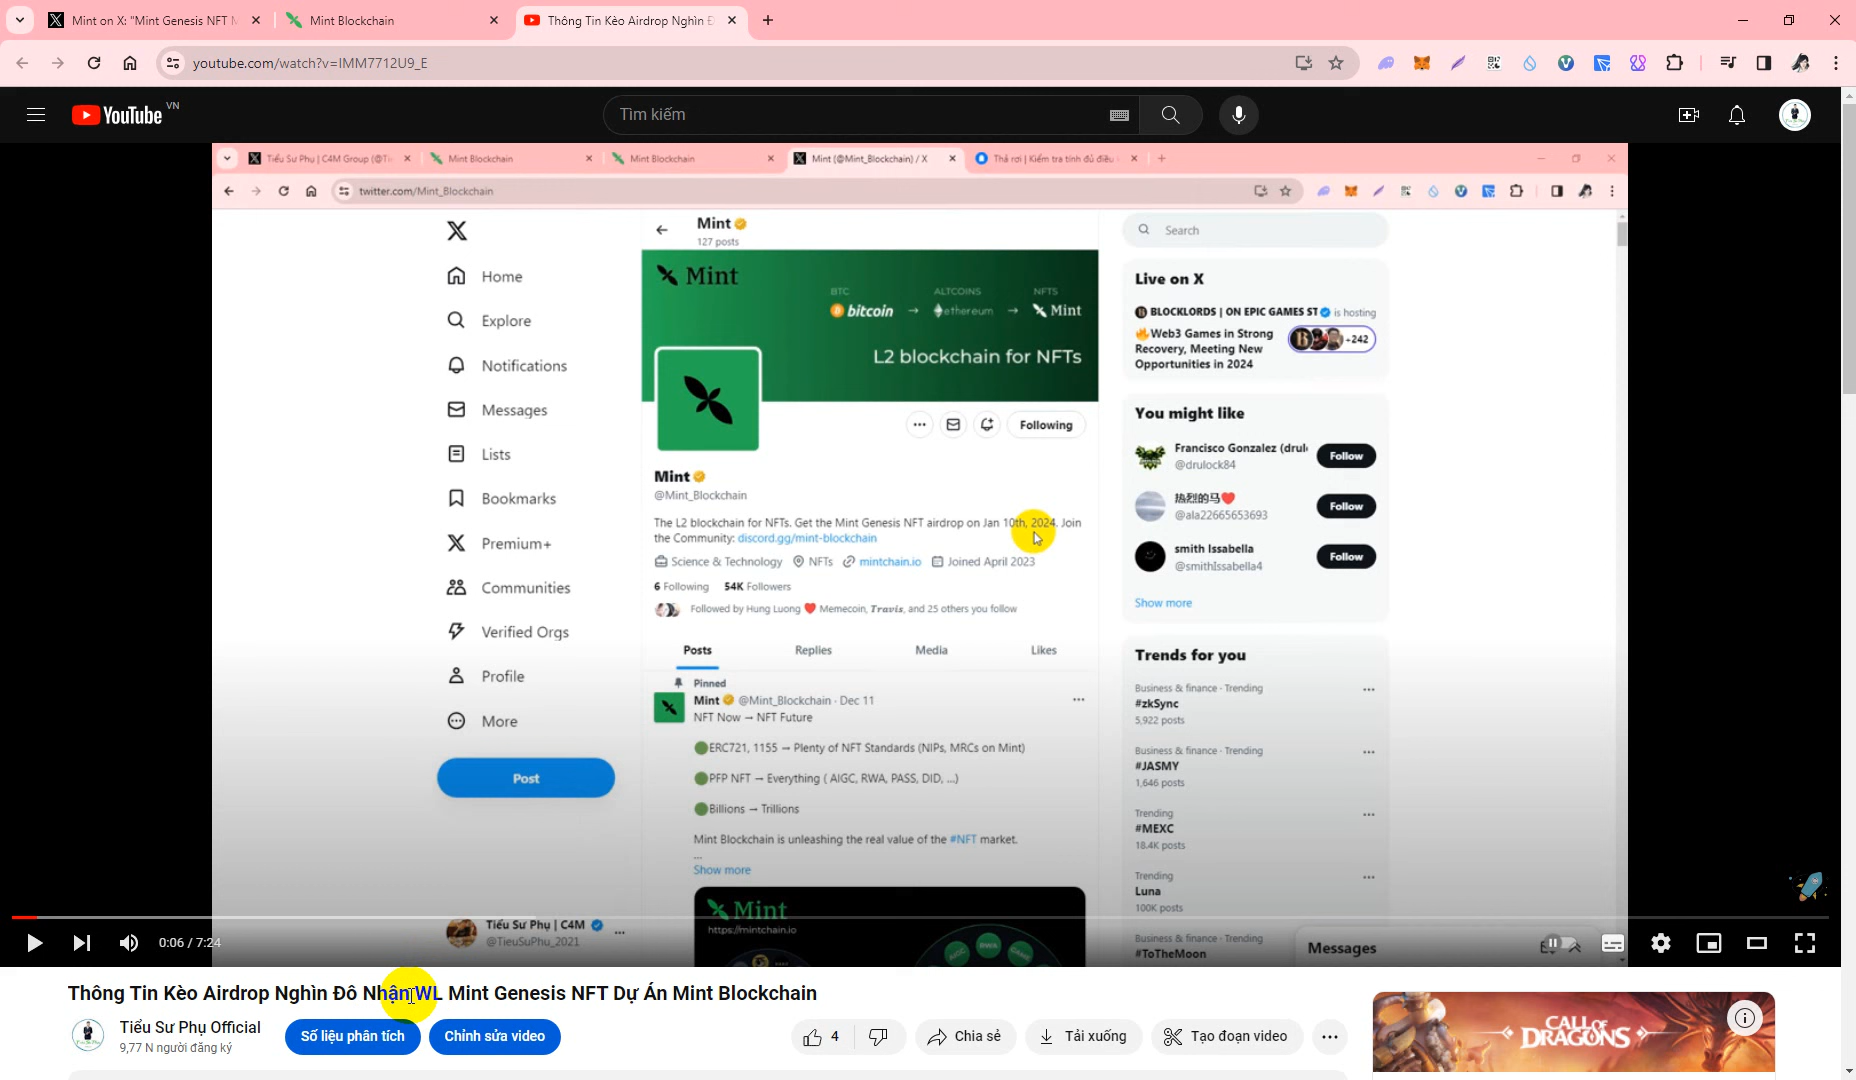 Mint on X: "Mint Genesis NFT M
Mint Blockchain
Thông Tin Kèo Airdrop Nghìn Đ
youtube.com/watch?v=IMM7712U9_E
YouTube VN
Tìm kiếm
Tiểu Sư Phụ | C4M Group (@Ti
Mint Blockchain
Mint Blockchain
Mint (@Mint_Blockchain) / X
Thả rơi | Kiểm tra tính đủ điều
twitter.com/Mint_Blockchain
Home
Explore
Notifications
Messages
Lists
Bookmarks
Premium+
Communities
Verified Orgs
Profile
More
Post
Tiểu Sư Phụ | C4M
@TieuSuPhu_2021
Mint
127 posts
Mint
BTC ALTCOINS NFTS
bitcoin → ethereum → Mint
L2 blockchain for NFTs
Following
Mint
@Mint_Blockchain
The L2 blockchain for NFTs. Get the Mint Genesis NFT airdrop on Jan 10th, 2024. Join
the Community: discord.gg/mint-blockchain
Science & Technology NFTs mintchain.io Joined April 2023
6 Following 54K Followers
Followed by Hung Luong ❤️ Memecoin, Travis, and 25 others you follow
Posts Replies Media Likes
Pinned
Mint @Mint_Blockchain · Dec 11
NFT Now → NFT Future
🟢ERC721, 1155 → Plenty of NFT Standards (NIPs, MRCs on Mint)
🟢PFP NFT → Everything ( AIGC, RWA, PASS, DID, ...)
🟢Billions → Trillions
Mint Blockchain is unleashing the real value of the #NFT market.
...
Show more
Mint
https://mintchain.io
AIGC
RWA
GAME
Search
Live on X
BLOCKLORDS | ON EPIC GAMES ST is hosting
🔥Web3 Games in Strong
Recovery, Meeting New
Opportunities in 2024
+242
You might like
Francisco Gonzalez (drul
@drulock84
Follow
热烈的马❤️
@ala22665653693
Follow
smith Issabella
@smithIssabella4
Follow
Show more
Trends for you
Business & finance · Trending
#zkSync
5,922 posts
Business & finance · Trending
#JASMY
1,646 posts
Trending
#MEXC
18.4K posts
Trending
Luna
100K posts
Business & finance · Trending
#ToTheMoon
Messages
0:06 / 7:24
Thông Tin Kèo Airdrop Nghìn Đô Nhận WL Mint Genesis NFT Dự Án Mint Blockchain
Tiểu Sư Phụ Official
9,77 N người đăng ký
Số liệu phân tích
Chỉnh sửa video
4
Chia sẻ
Tải xuống
Tạo đoạn video
CALL OF
DRAGONS